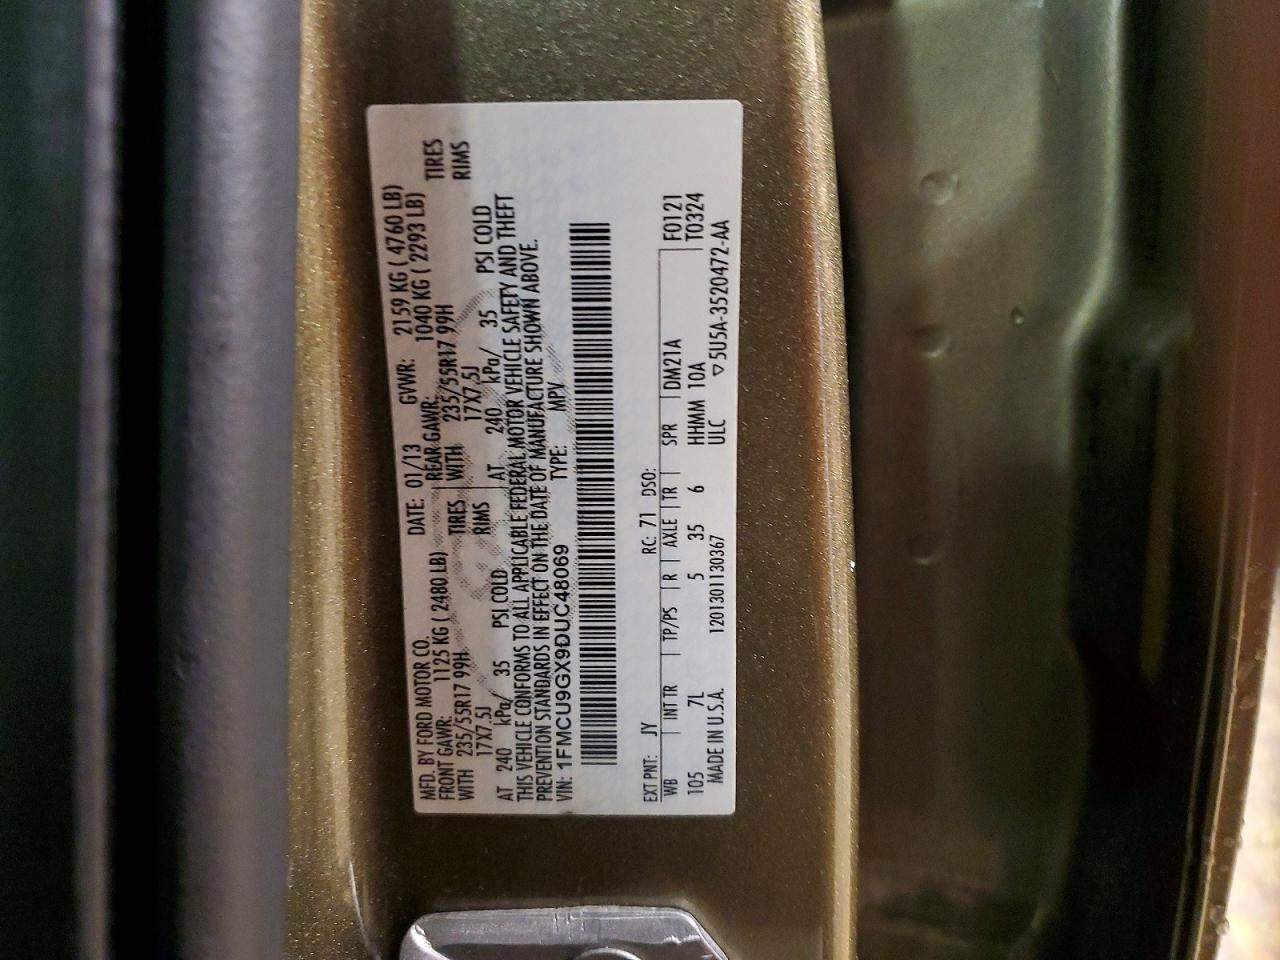 MFD. BY FORD MOTOR CO. DATE: 01/13 GVWR: 2159 KG ( 4760 LB)
FRONT GAWR: 1125 KG ( 2480 LB) REAR GAWR: 1040 KG ( 2293 LB)
WITH 235/55R17 99H TIRES WITH 235/55R17 99H TIRES
17X7.5J RIMS 17X7.5J RIMS
AT 240 kPa/ 35 PSI COLD AT 240 kPa/ 35 PSI COLD
THIS VEHICLE CONFORMS TO ALL APPLICABLE FEDERAL MOTOR VEHICLE SAFETY AND THEFT
PREVENTION STANDARDS IN EFFECT ON THE DATE OF MANUFACTURE SHOWN ABOVE.
VIN: 1FMCU9GX9DUC48069 TYPE: MPV
EXT PNT: JY RC: 71 DSO:
WB INT TR TP/PS R AXLE TR SPR DM21A F0121
105 7L 5 35 6 HHMM 10A T0324
MADE IN U.S.A. 120130113036​7 ULC ▽5U5A-3520472-AA